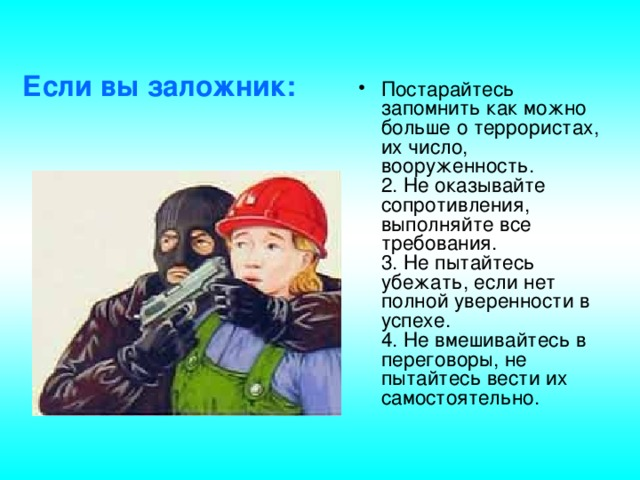 Если вы заложник:
• Постарайтесь
запомнить как можно
больше о террористах,
их число,
вооруженность.
2. Не оказывайте
сопротивления,
выполняйте все
требования.
3. Не пытайтесь
убежать, если нет
полной уверенности в
успехе.
4. Не вмешивайтесь в
переговоры, не
пытайтесь вести их
самостоятельно.